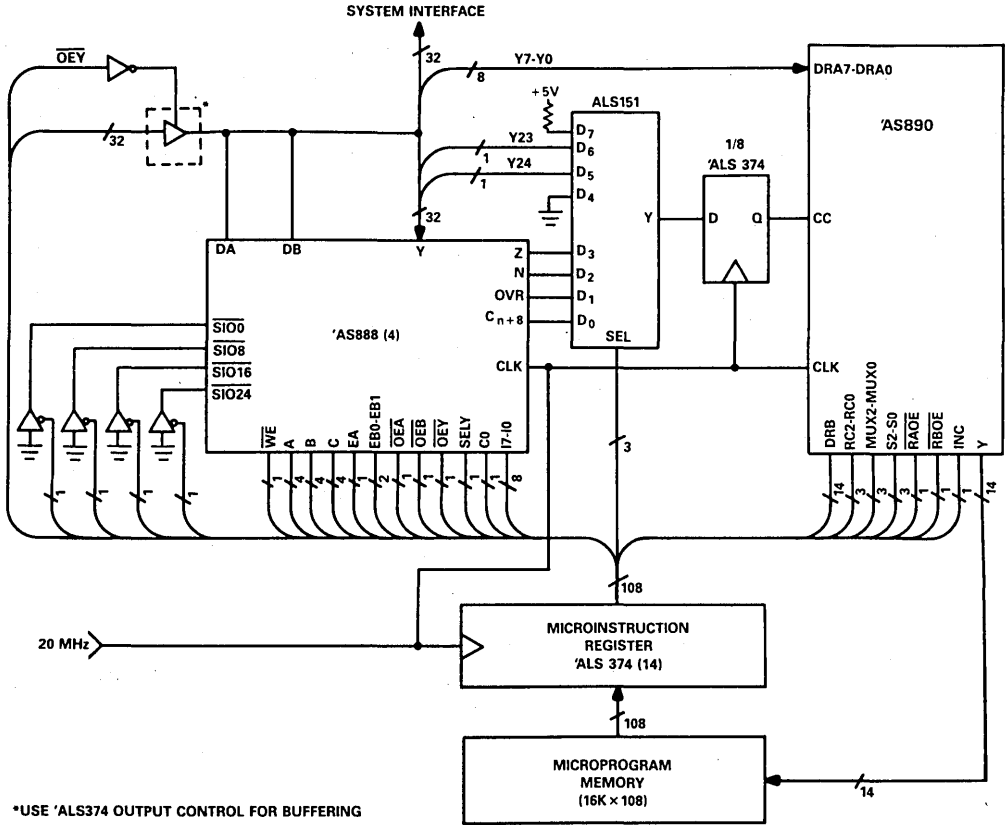 SYSTEM INTERFACE
OEY
32
8
Y7-Y0
DRA7-DRA0
*
+5V
ALS151
'AS890
32
D7
Y23
1
D6
1/8
'ALS 374
Y24
1
D5
D4
32
Y
D
Q
CC
DA
DB
Y
Z
D3
N
D2
OVR
D1
Cn+8
D0
'AS888 (4)
SIO0
SEL
SIO8
SIO16
CLK
CLK
SIO24
WE
A
B
C
EA
EB0-EB1
OEA
OEB
OEY
SELY
C0
I7-I0
DRB
RC2-RC0
MUX2-MUX0
S2-S0
RAOE
RBOE
INC
Y
3
1
1
1
1
1
4
4
4
1
2
1
1
1
1
1
8
14
3
3
3
1
1
1
14
108
20 MHz
MICROINSTRUCTION
REGISTER
'ALS 374 (14)
108
MICROPROGRAM
MEMORY
(16K × 108)
14
*USE 'ALS374 OUTPUT CONTROL FOR BUFFERING